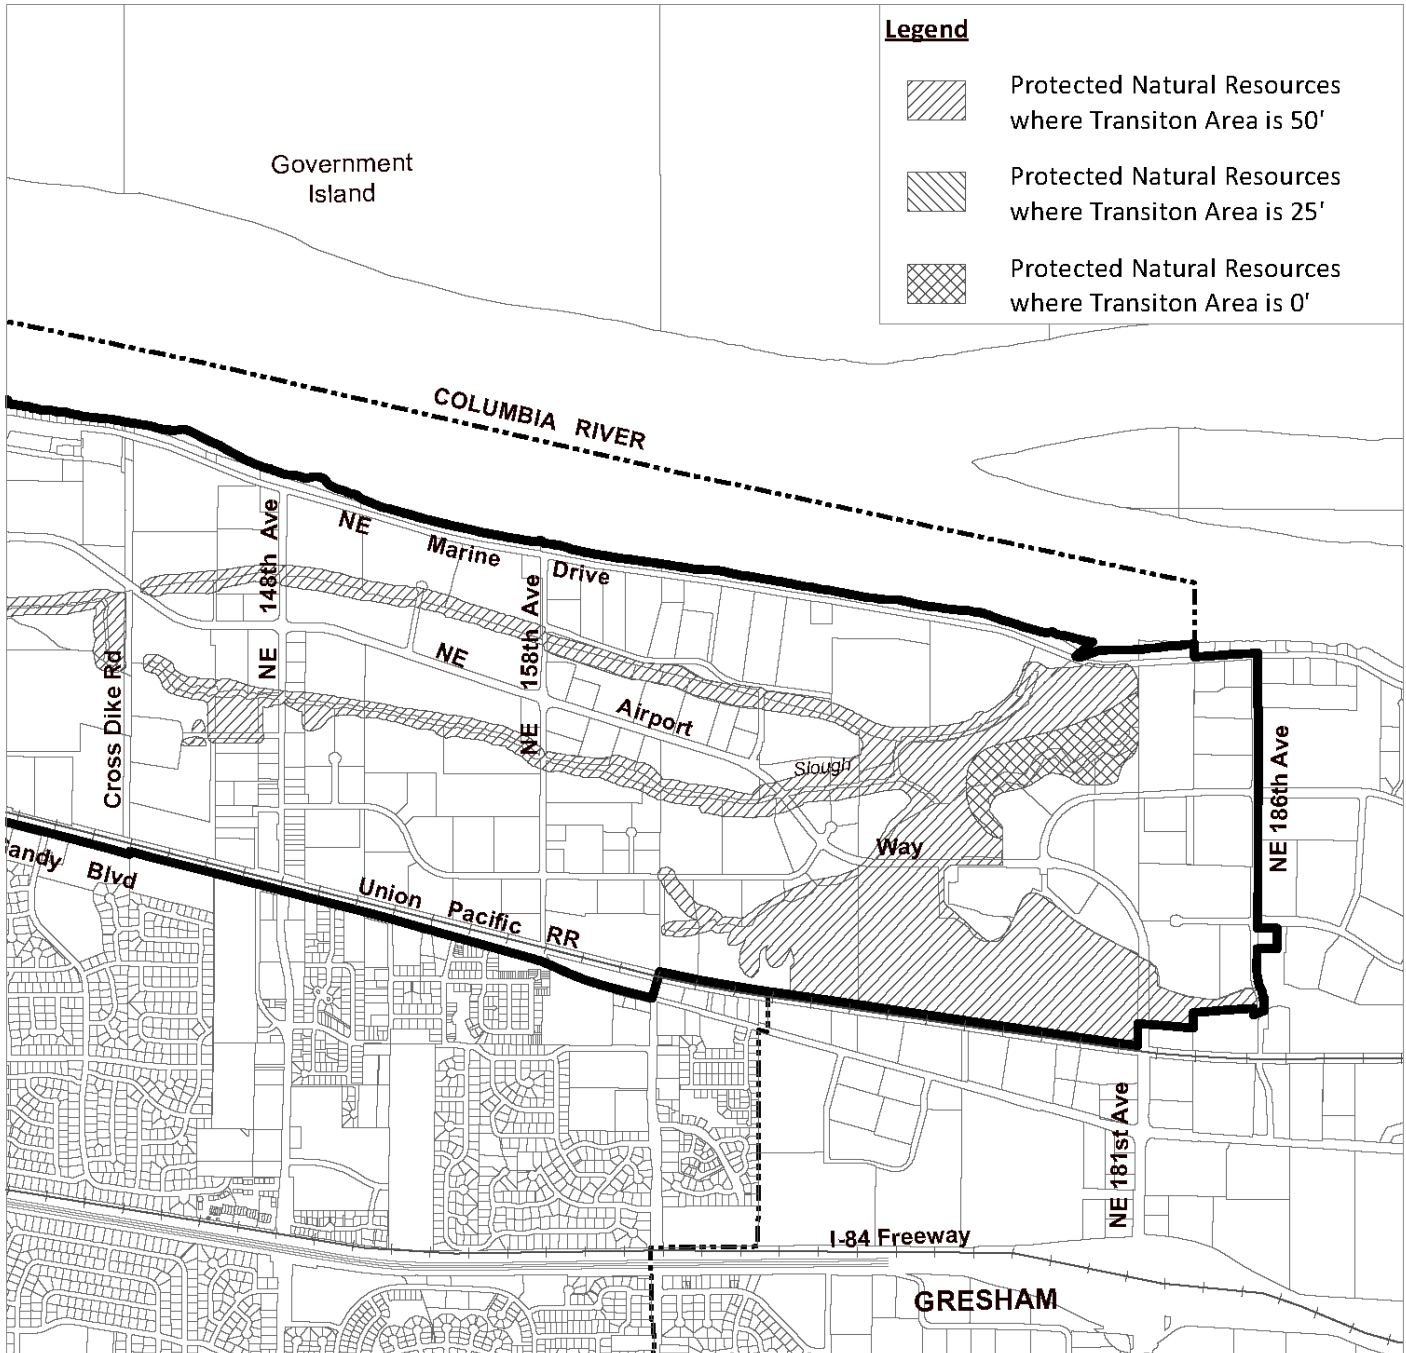 Legend
Protected Natural Resources
where Transiton Area is 50'
Protected Natural Resources
where Transiton Area is 25'
Protected Natural Resources
where Transiton Area is 0'
Government
Island
COLUMBIA RIVER
NE Marine Drive
NE 148th Ave
NE 158th Ave
NE Airport Way
Cross Dike Rd
Slough
NE 186th Ave
andy Blvd
Union Pacific RR
NE 181st Ave
I-84 Freeway
GRESHAM